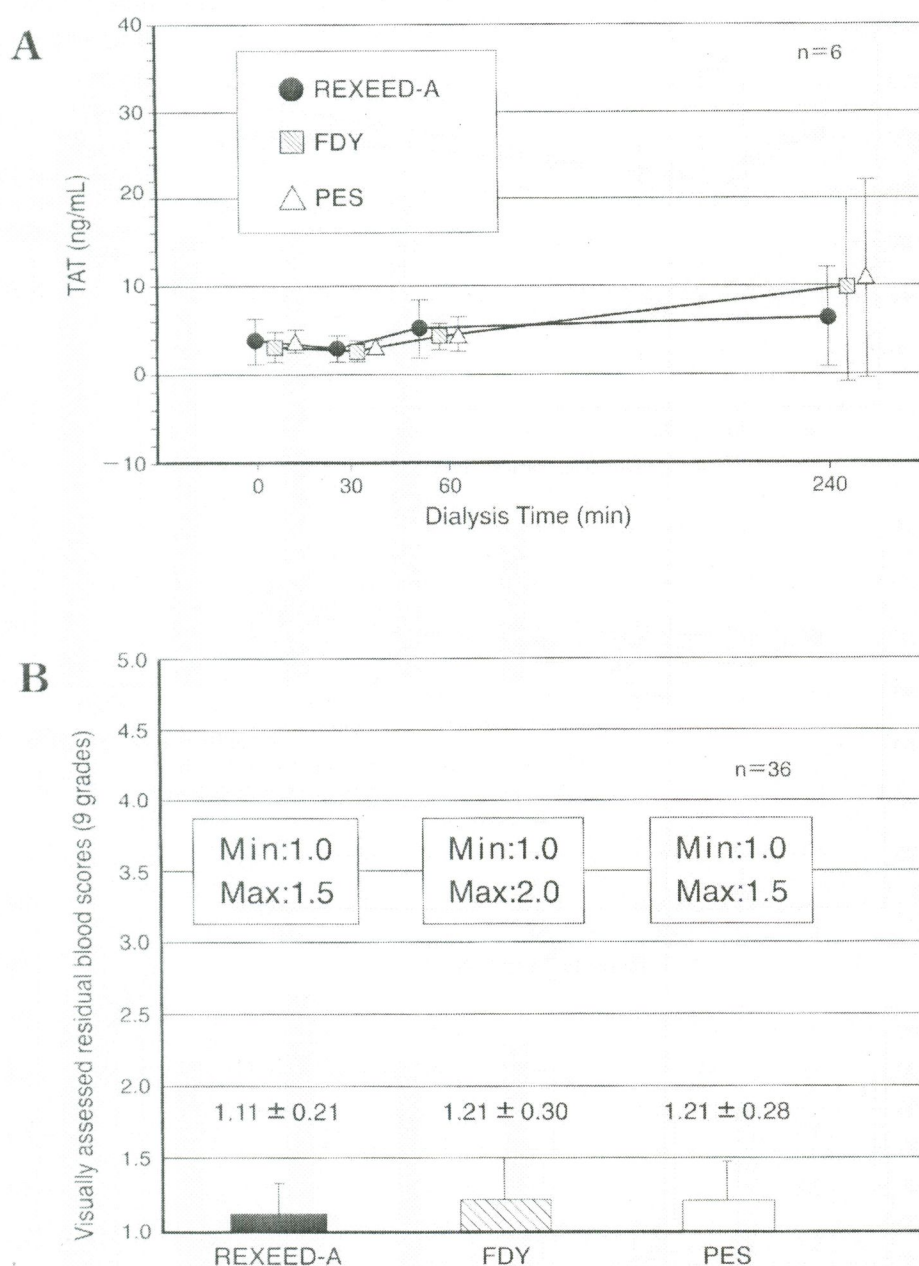 A
40
n=6
REXEED-A
30
FDY
20
PES
TAT (ng/mL)
10
0
−10
0 30 60 240
Dialysis Time (min)
B
5.0
4.5
n=36
4.0
Min:1.0 Min:1.0 Min:1.0
3.5
Max:1.5 Max:2.0 Max:1.5
3.0
2.5
2.0
1.11 ± 0.21 1.21 ± 0.30 1.21 ± 0.28
1.5
1.0
Visually assessed residual blood scores (9 grades)
REXEED-A FDY PES